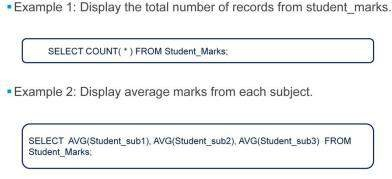 ▪ Example 1: Display the total number of records from student_marks.
SELECT COUNT( * ) FROM Student_Marks;
▪ Example 2: Display average marks from each subject.
SELECT AVG(Student_sub1), AVG(Student_sub2), AVG(Student_sub3) FROM
Student_Marks;